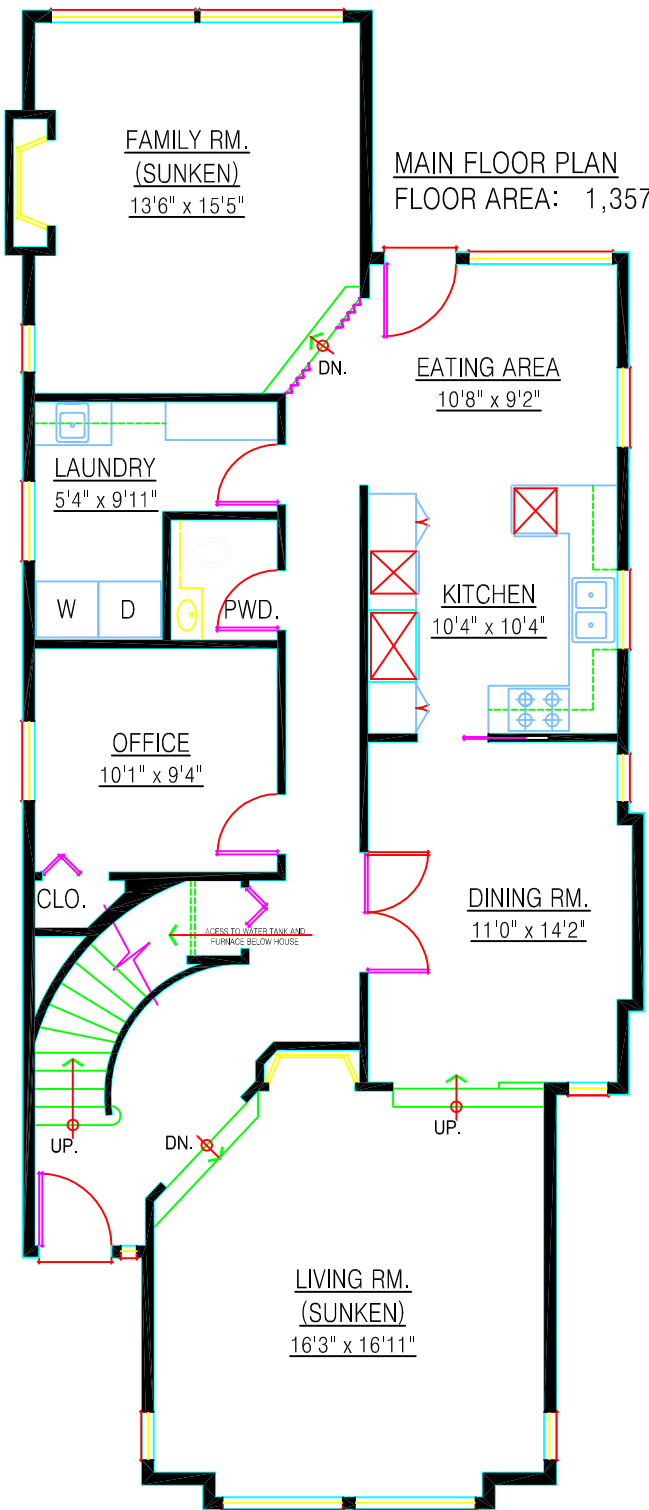 FAMILY RM.
(SUNKEN)
13'6" x 15'5"
MAIN FLOOR PLAN
FLOOR AREA: 1,357
DN.
EATING AREA
10'8" x 9'2"
LAUNDRY
5'4" x 9'11"
W
D
PWD.
KITCHEN
10'4" x 10'4"
OFFICE
10'1" x 9'4"
CLO.
DINING RM.
11'0" x 14'2"
ACESS TO WATER TANK AND
FURNACE BELOW HOUSE
UP.
DN.
UP.
LIVING RM.
(SUNKEN)
16'3" x 16'11"